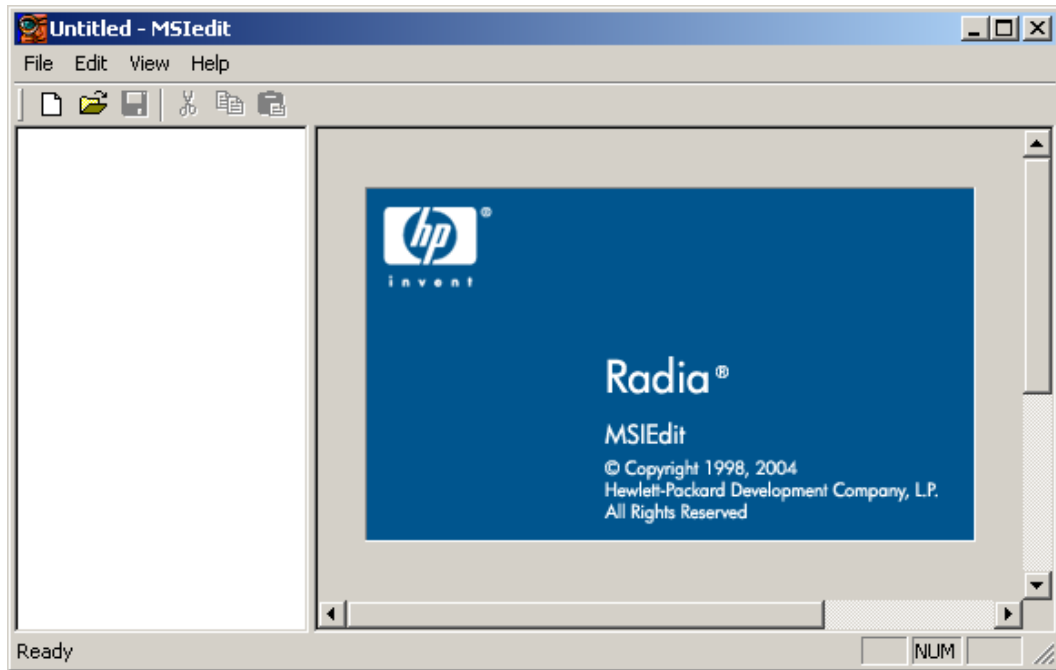 Untitled - MSIedit
File Edit View Help
hp ®
invent
Radia ®
MSIEdit
© Copyright 1998, 2004
Hewlett-Packard Development Company, L.P.
All Rights Reserved
Ready
NUM